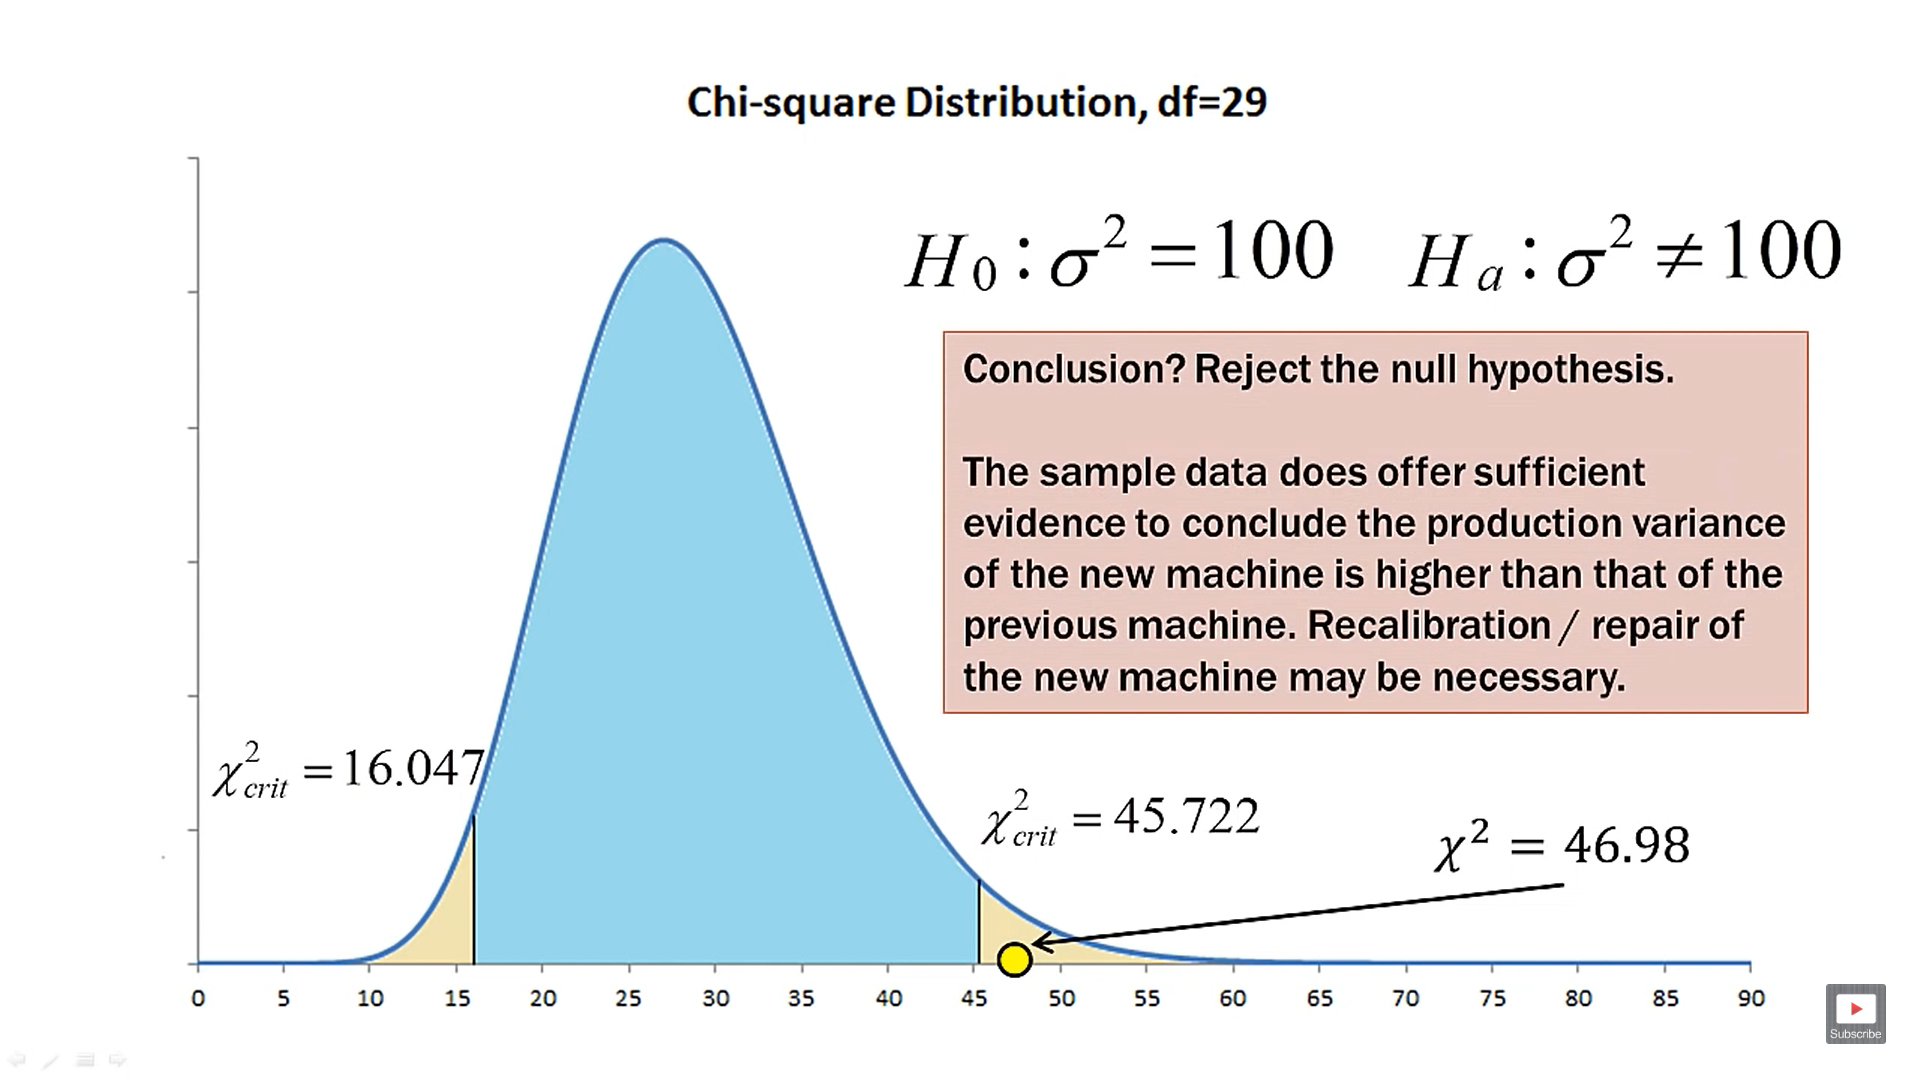 Chi-square Distribution, df=29
H₀ : σ² = 100 Hₐ : σ² ≠ 100
Conclusion? Reject the null hypothesis.
The sample data does offer sufficient
evidence to conclude the production variance
of the new machine is higher than that of the
previous machine. Recalibration / repair of
the new machine may be necessary.
χ²crit = 16.047
χ²crit = 45.722
χ² = 46.98
0 5 10 15 20 25 30 35 40 45 50 55 60 65 70 75 80 85 90
Subscribe